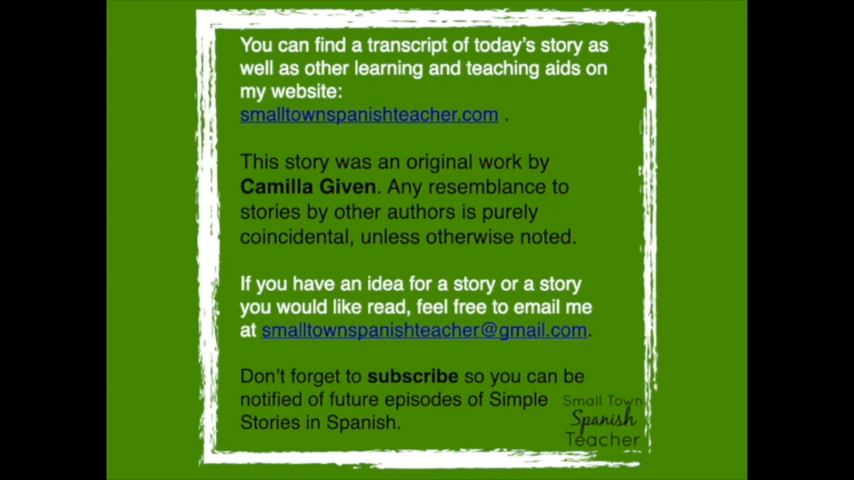 You can find a transcript of today's story as
well as other learning and teaching aids on
my website:
smalltownspanishteacher.com .
This story was an original work by
Camilla Given. Any resemblance to
stories by other authors is purely
coincidental, unless otherwise noted.
If you have an idea for a story or a story
you would like read, feel free to email me
at smalltownspanishteacher@gmail.com.
Don't forget to subscribe so you can be
notified of future episodes of Simple
Stories in Spanish.
Small Town
Spanish
Teacher